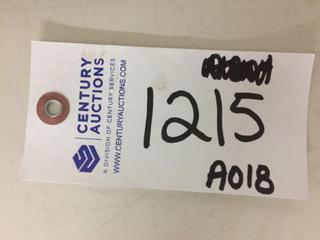 CENTURY
AUCTIONS
A DIVISION OF CENTURY SERVICES
WWW.CENTURYAUCTIONS.COM
1215
A018